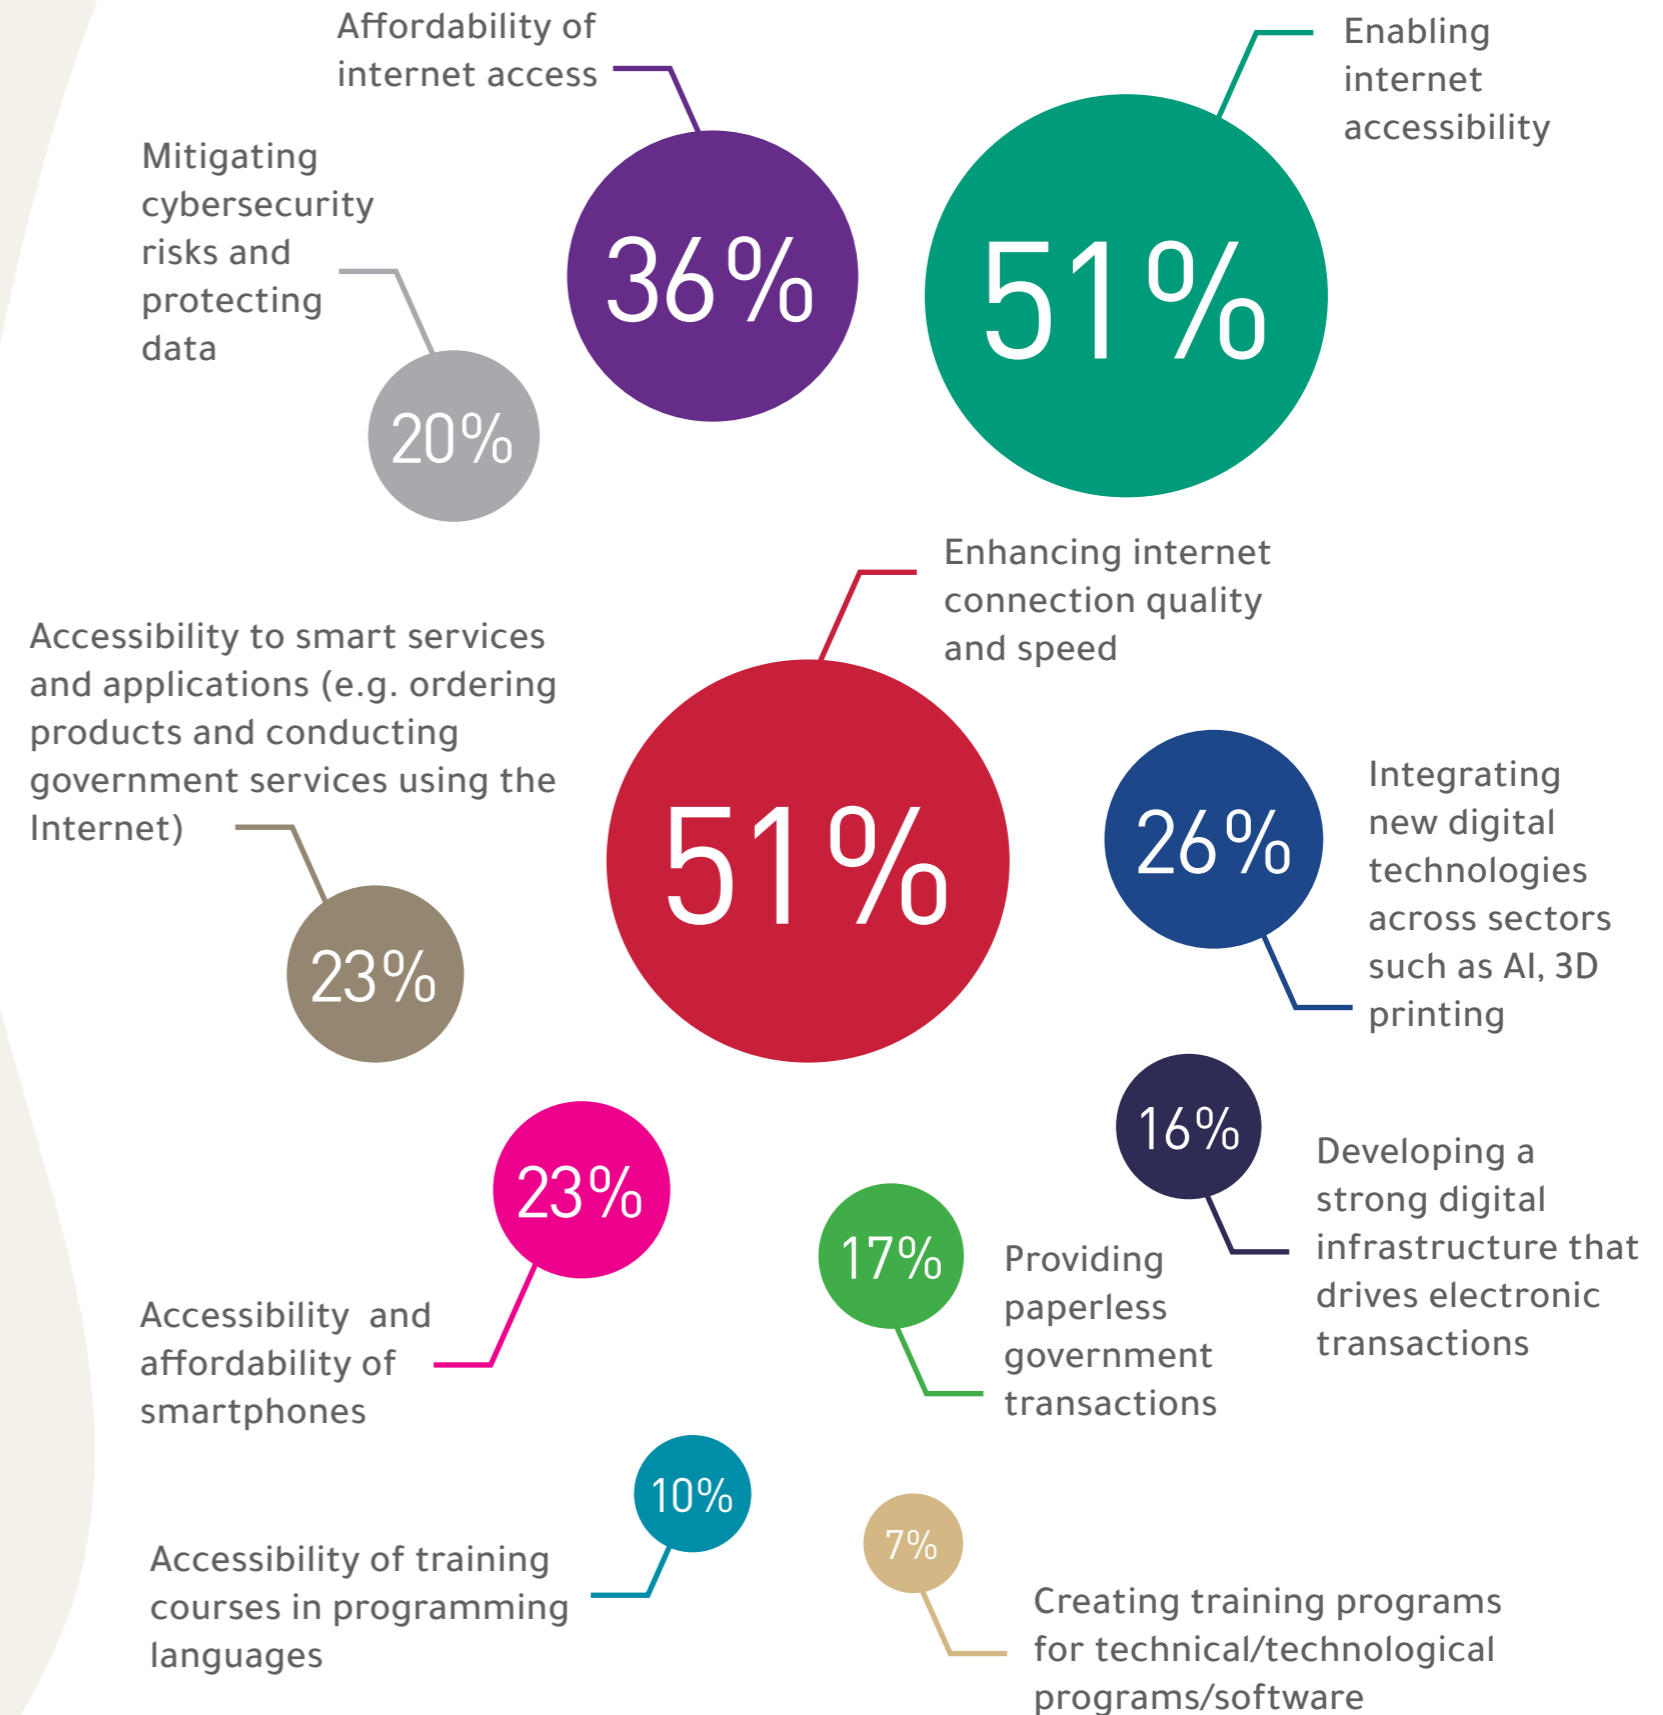 Affordability of
internet access
36%
Enabling
internet
accessibility
51%
Mitigating
cybersecurity
risks and
protecting
data
20%
Enhancing internet
connection quality
and speed
51%
Accessibility to smart services
and applications (e.g. ordering
products and conducting
government services using the
Internet)
23%
26%
Integrating
new digital
technologies
across sectors
such as AI, 3D
printing
16%
Developing a
strong digital
infrastructure that
drives electronic
transactions
23%
Accessibility and
affordability of
smartphones
17%
Providing
paperless
government
transactions
10%
Accessibility of training
courses in programming
languages
7%
Creating training programs
for technical/technological
programs/software